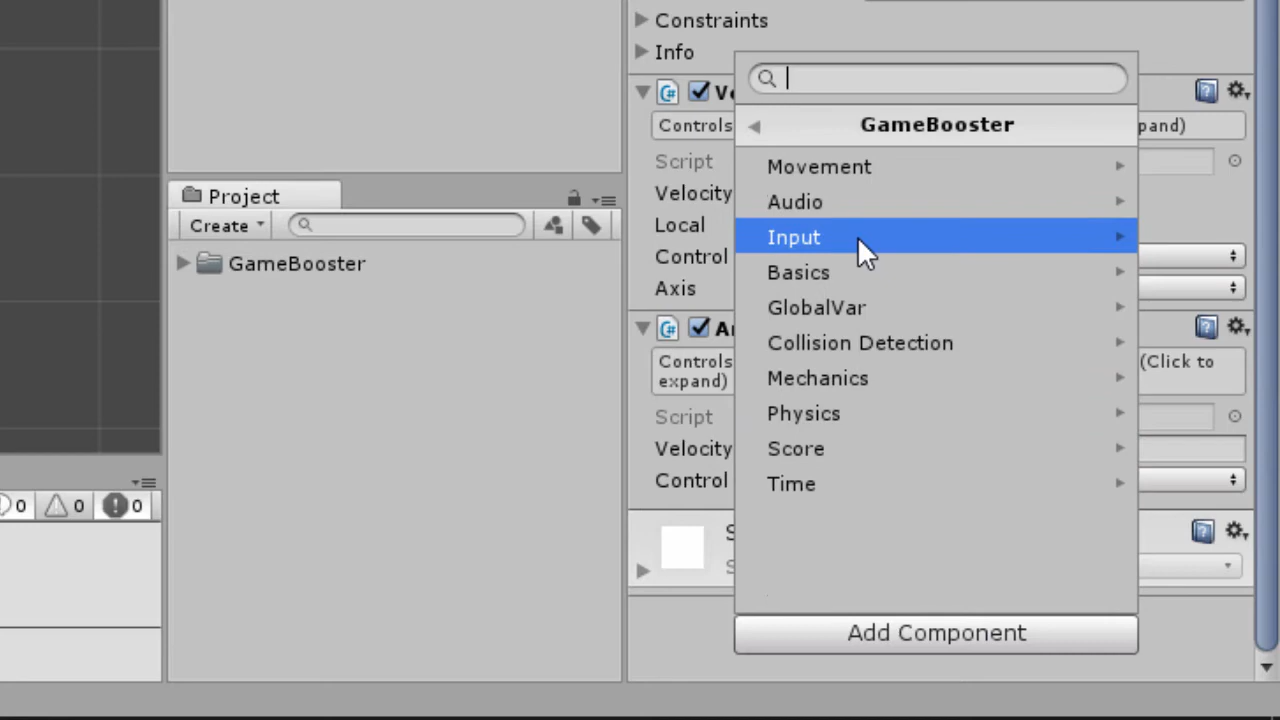 Constraints
Info
Controls
pand)
Script
Velocity
Local
Control
Axis
Controls
(Click to
expand)
Script
Velocity
Control
GameBooster
Movement
Audio
Input
Basics
GlobalVar
Collision Detection
Mechanics
Physics
Score
Time
Add Component
Project
Create
GameBooster
0
0
0